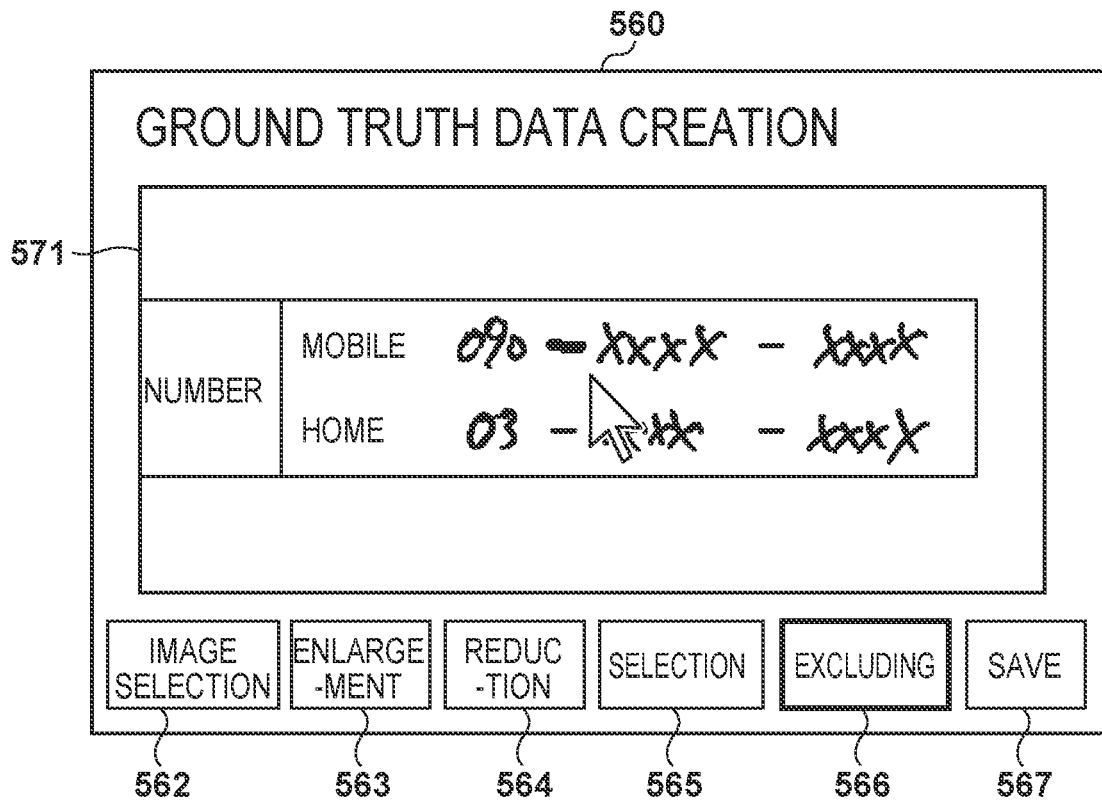 560
GROUND TRUTH DATA CREATION
571
NUMBER
MOBILE 090 - XXXX - XXXX
HOME 03 - XX - XXXX
IMAGE SELECTION
ENLARGE-MENT
REDUC-TION
SELECTION
EXCLUDING
SAVE
562 563 564 565 566 567